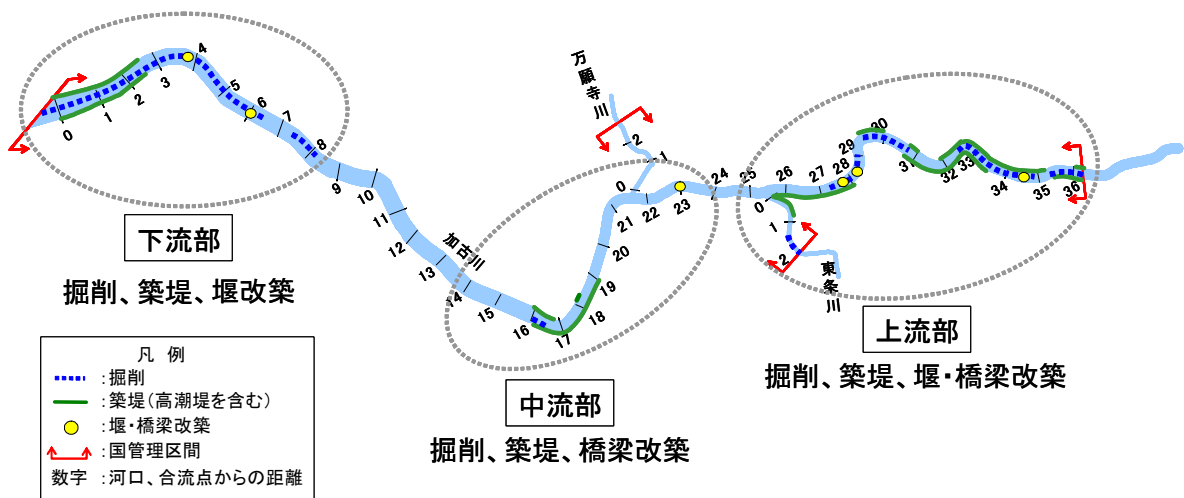 0
1
2
3
4
5
6
7
8
9
10
11
12
13
14
15
16
17
18
19
20
21
22
23
24
25
26
27
28
29
30
31
32
33
34
35
36
加古川
万願寺川
0
1
2
東条川
0
1
2
下流部
掘削、築堤、堰改築
中流部
掘削、築堤、橋梁改築
上流部
掘削、築堤、堰・橋梁改築
凡 例
:掘削
:築堤(高潮堤を含む)
:堰・橋梁改築
:国管理区間
数字 :河口、合流点からの距離